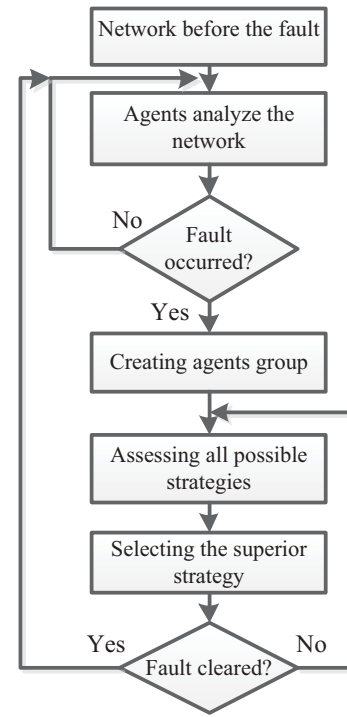 Network before the fault
Agents analyze the
network
No
Fault
occurred?
Yes
Creating agents group
Assessing all possible
strategies
Selecting the superior
strategy
Yes
No
Fault cleared?